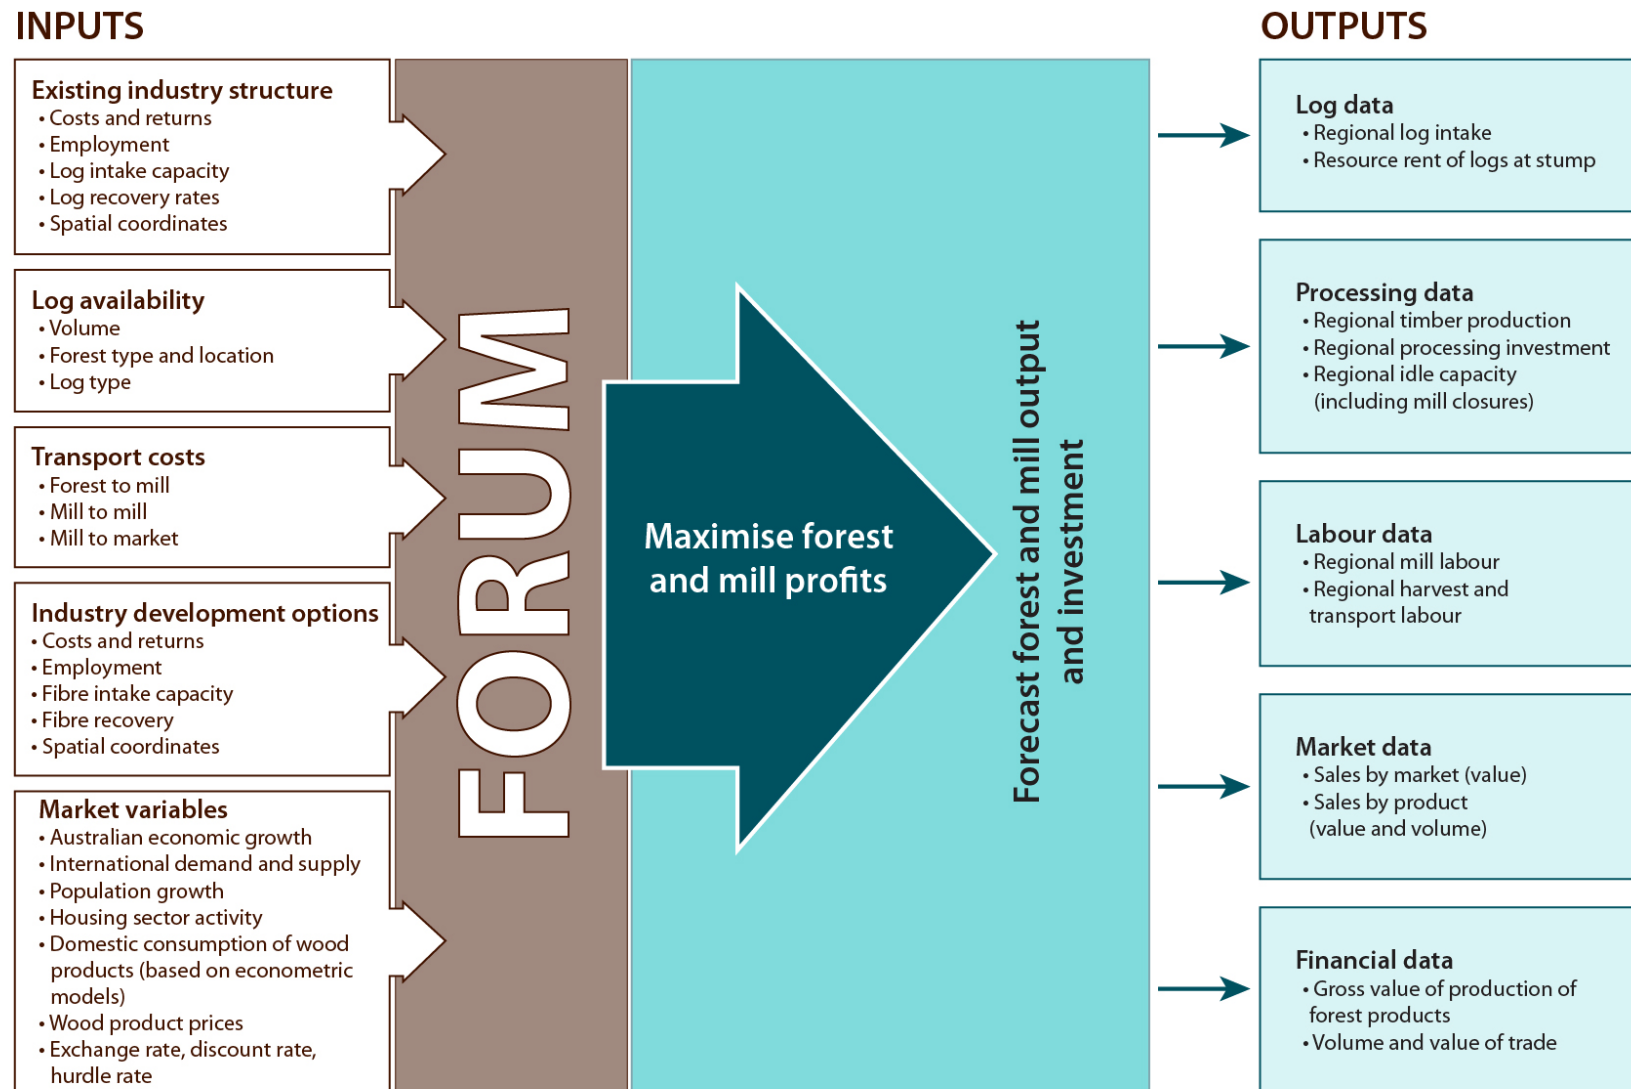 INPUTS
Existing industry structure
• Costs and returns
• Employment
• Log intake capacity
• Log recovery rates
• Spatial coordinates
Log availability
• Volume
• Forest type and location
• Log type
Transport costs
• Forest to mill
• Mill to mill
• Mill to market
Industry development options
• Costs and returns
• Employment
• Fibre intake capacity
• Fibre recovery
• Spatial coordinates
Market variables
• Australian economic growth
• International demand and supply
• Population growth
• Housing sector activity
• Domestic consumption of wood
products (based on econometric
models)
• Wood product prices
• Exchange rate, discount rate,
hurdle rate
FORUM
Maximise forest
and mill profits
Forecast forest and mill output
and investment
OUTPUTS
Log data
• Regional log intake
• Resource rent of logs at stump
Processing data
• Regional timber production
• Regional processing investment
• Regional idle capacity
(including mill closures)
Labour data
• Regional mill labour
• Regional harvest and
transport labour
Market data
• Sales by market (value)
• Sales by product
(value and volume)
Financial data
• Gross value of production of
forest products
• Volume and value of trade